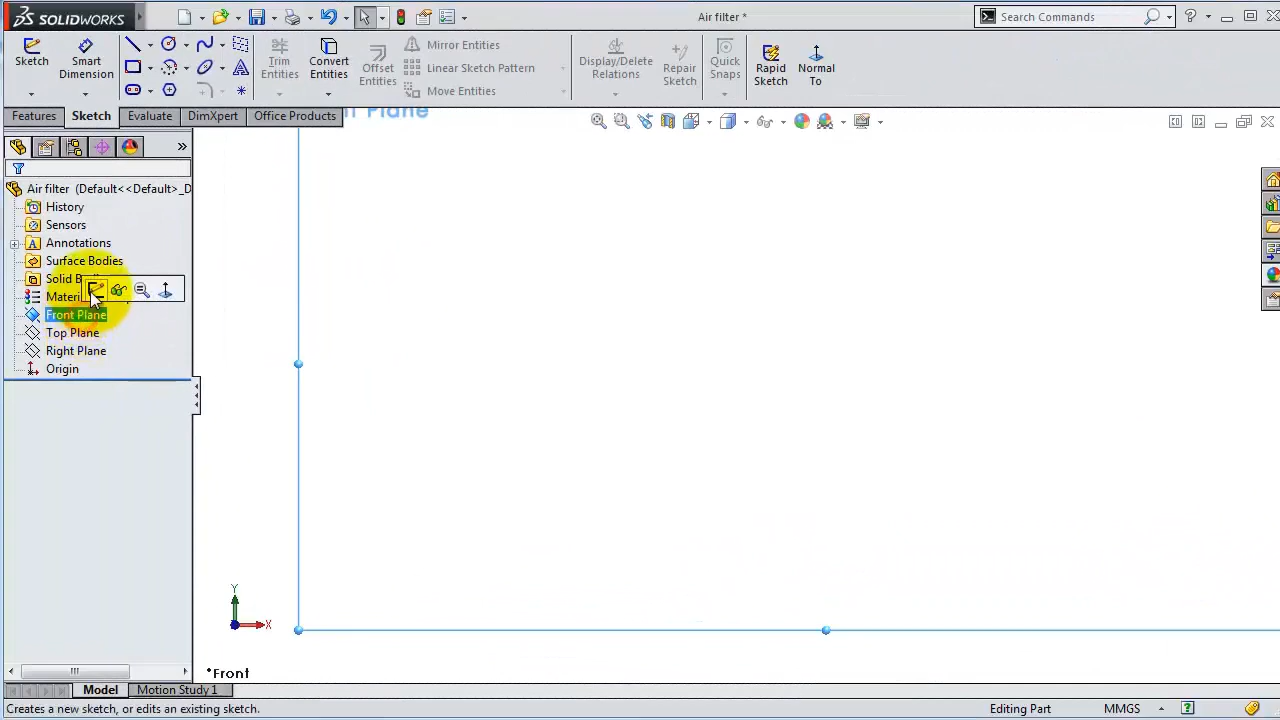 SOLIDWORKS
Air filter *
Search Commands
Sketch
Smart Dimension
Trim Entities
Convert Entities
Offset Entities
Mirror Entities
Linear Sketch Pattern
Move Entities
Display/Delete Relations
Repair Sketch
Quick Snaps
Rapid Sketch
Normal To
Features
Sketch
Evaluate
DimXpert
Office Products
Plane
Air filter (Default<<Default>_D
History
Sensors
Annotations
Surface Bodies
Solid B
Materi
Front Plane
Top Plane
Right Plane
Origin
Y
X
*Front
Model
Motion Study 1
Creates a new sketch, or edits an existing sketch.
Editing Part
MMGS